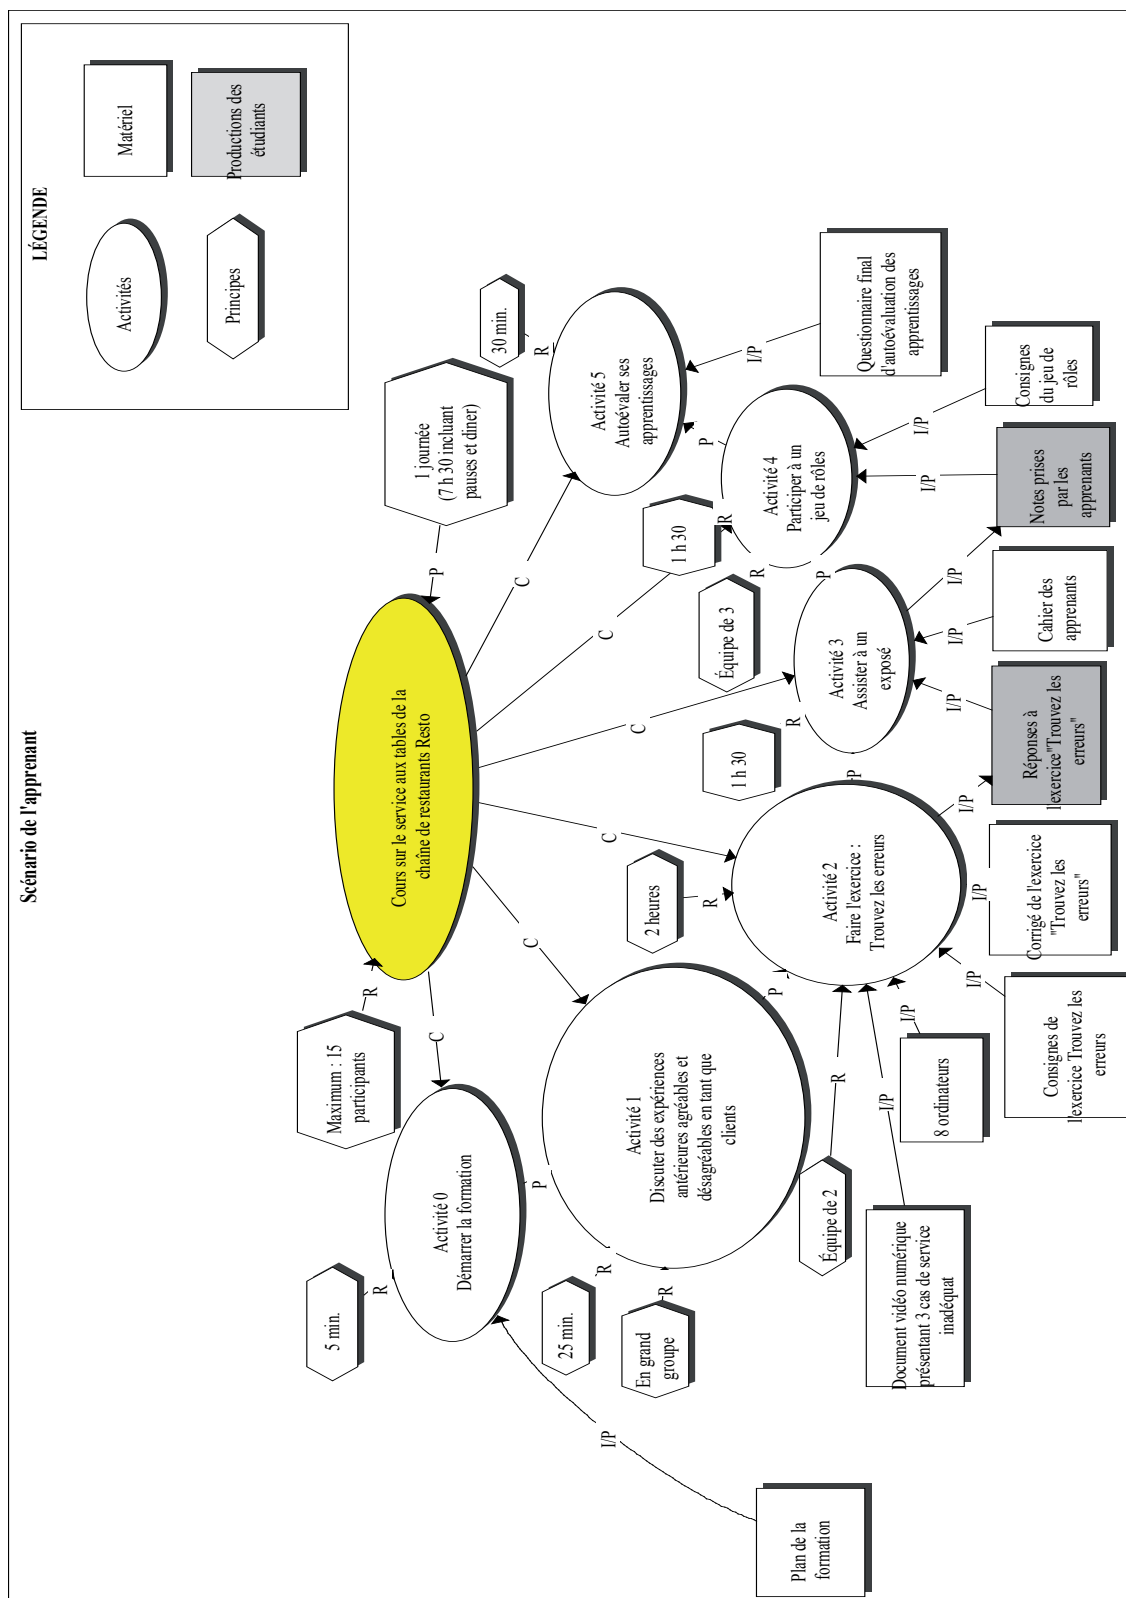 Scénario de l'apprenant
LÉGENDE
Activités
Matériel
Principes
Productions des
étudiants
Maximum : 15
participants
R
Cours sur le service aux tables de la
chaîne de restaurants Resto
P
1 journée
(7 h 30 incluant
pauses et diner)
C
C
C
C
C
C
5 min.
R
Activité 0
Démarrer la formation
P
I/P
Plan de la
formation
25 min.
R
En grand
groupe
R
Activité 1
Discuter des expériences
antérieures agréables et
désagréables en tant que
clients
P
2 heures
R
Équipe de 2
R
Activité 2
Faire l'exercice :
Trouvez les erreurs
P
I/P
Document vidéo numérique
présentant 3 cas de service
inadéquat
I/P
8 ordinateurs
I/P
Consignes de
l'exercice Trouvez les
erreurs
I/P
Corrigé de l'exercice
"Trouvez les
erreurs"
I/P
Réponses à
l'exercice"Trouvez les
erreurs"
1 h 30
R
Activité 3
Assister à un
exposé
P
I/P
I/P
Cahier des
apprenants
I/P
Notes prises
par les
apprenants
1 h 30
R
Équipe de 3
R
Activité 4
Participer à un
jeu de rôles
P
I/P
I/P
Consignes
du jeu de
rôles
30 min.
R
Activité 5
Autoévaler ses
apprentissages
I/P
Questionnaire final
d'autoévaluation des
apprentissages